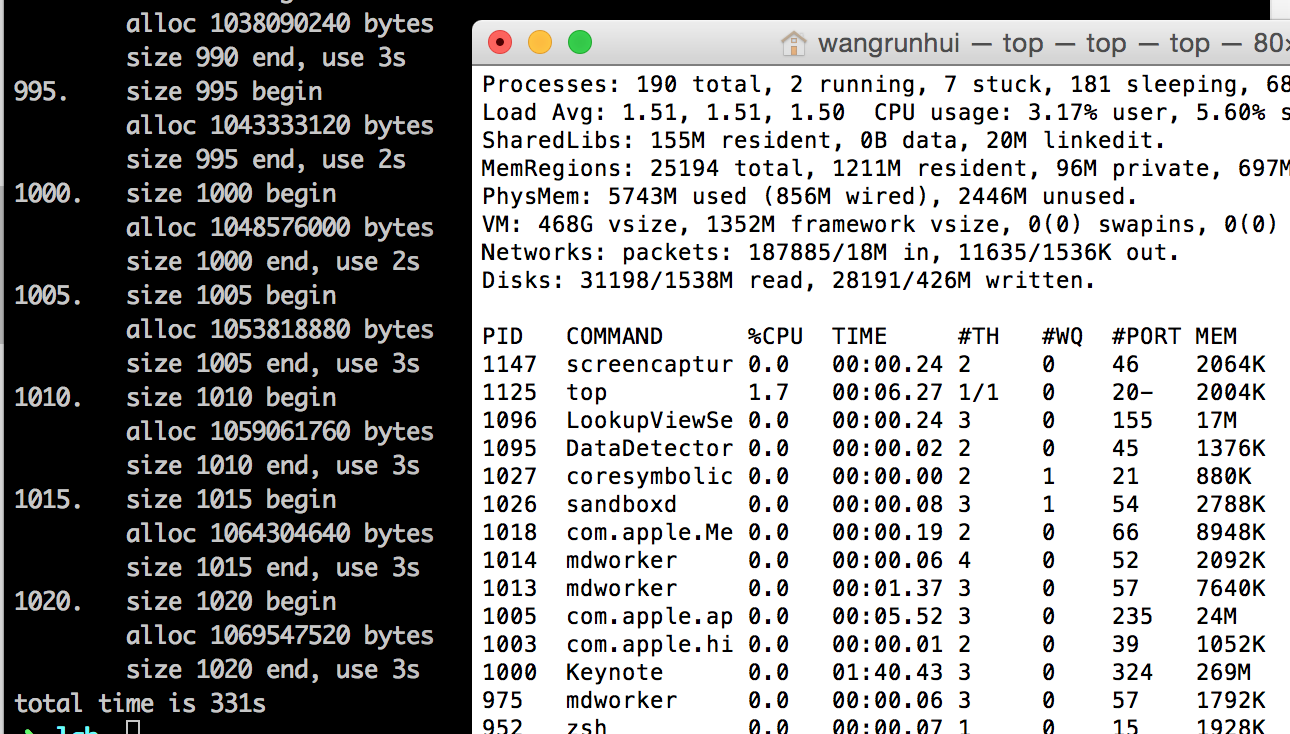 alloc 1038090240 bytes
size 990 end, use 3s
995. size 995 begin
alloc 1043333120 bytes
size 995 end, use 2s
1000. size 1000 begin
alloc 1048576000 bytes
size 1000 end, use 2s
1005. size 1005 begin
alloc 1053818880 bytes
size 1005 end, use 3s
1010. size 1010 begin
alloc 1059061760 bytes
size 1010 end, use 3s
1015. size 1015 begin
alloc 1064304640 bytes
size 1015 end, use 3s
1020. size 1020 begin
alloc 1069547520 bytes
size 1020 end, use 3s
total time is 331s
wangrunhui — top — top — top — 80×
Processes: 190 total, 2 running, 7 stuck, 181 sleeping, 68
Load Avg: 1.51, 1.51, 1.50 CPU usage: 3.17% user, 5.60% s
SharedLibs: 155M resident, 0B data, 20M linkedit.
MemRegions: 25194 total, 1211M resident, 96M private, 697M
PhysMem: 5743M used (856M wired), 2446M unused.
VM: 468G vsize, 1352M framework vsize, 0(0) swapins, 0(0)
Networks: packets: 187885/18M in, 11635/1536K out.
Disks: 31198/1538M read, 28191/426M written.
PID COMMAND %CPU TIME #TH #WQ #PORT MEM
1147 screencaptur 0.0 00:00.24 2 0 46 2064K
1125 top 1.7 00:06.27 1/1 0 20- 2004K
1096 LookupViewSe 0.0 00:00.24 3 0 155 17M
1095 DataDetector 0.0 00:00.02 2 0 45 1376K
1027 coresymbolic 0.0 00:00.00 2 1 21 880K
1026 sandboxd 0.0 00:00.08 3 1 54 2788K
1018 com.apple.Me 0.0 00:00.19 2 0 66 8948K
1014 mdworker 0.0 00:00.06 4 0 52 2092K
1013 mdworker 0.0 00:01.37 3 0 57 7640K
1005 com.apple.ap 0.0 00:05.52 3 0 235 24M
1003 com.apple.hi 0.0 00:00.01 2 0 39 1052K
1000 Keynote 0.0 01:40.43 3 0 324 269M
975 mdworker 0.0 00:00.06 3 0 57 1792K
952 zsh 0.0 00:00.07 1 0 15 1928K